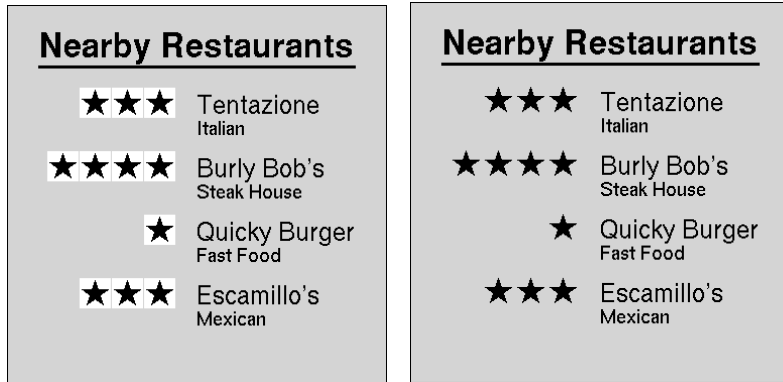 Nearby Restaurants
★★★ Tentazione
Italian
★★★★ Burly Bob's
Steak House
★ Quicky Burger
Fast Food
★★★ Escamillo's
Mexican
Nearby Restaurants
★★★ Tentazione
Italian
★★★★ Burly Bob's
Steak House
★ Quicky Burger
Fast Food
★★★ Escamillo's
Mexican